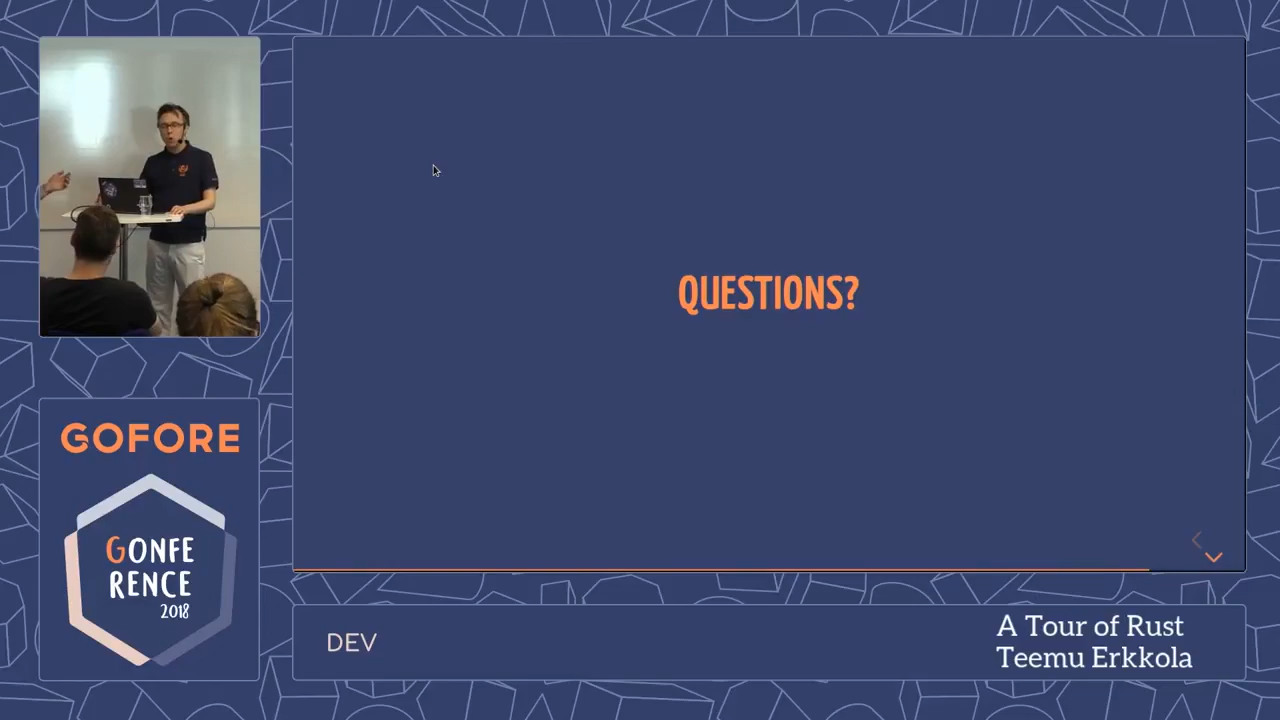 QUESTIONS?
GOFORE
GONFE
RENCE
2018
DEV
A Tour of Rust
Teemu Erkkola